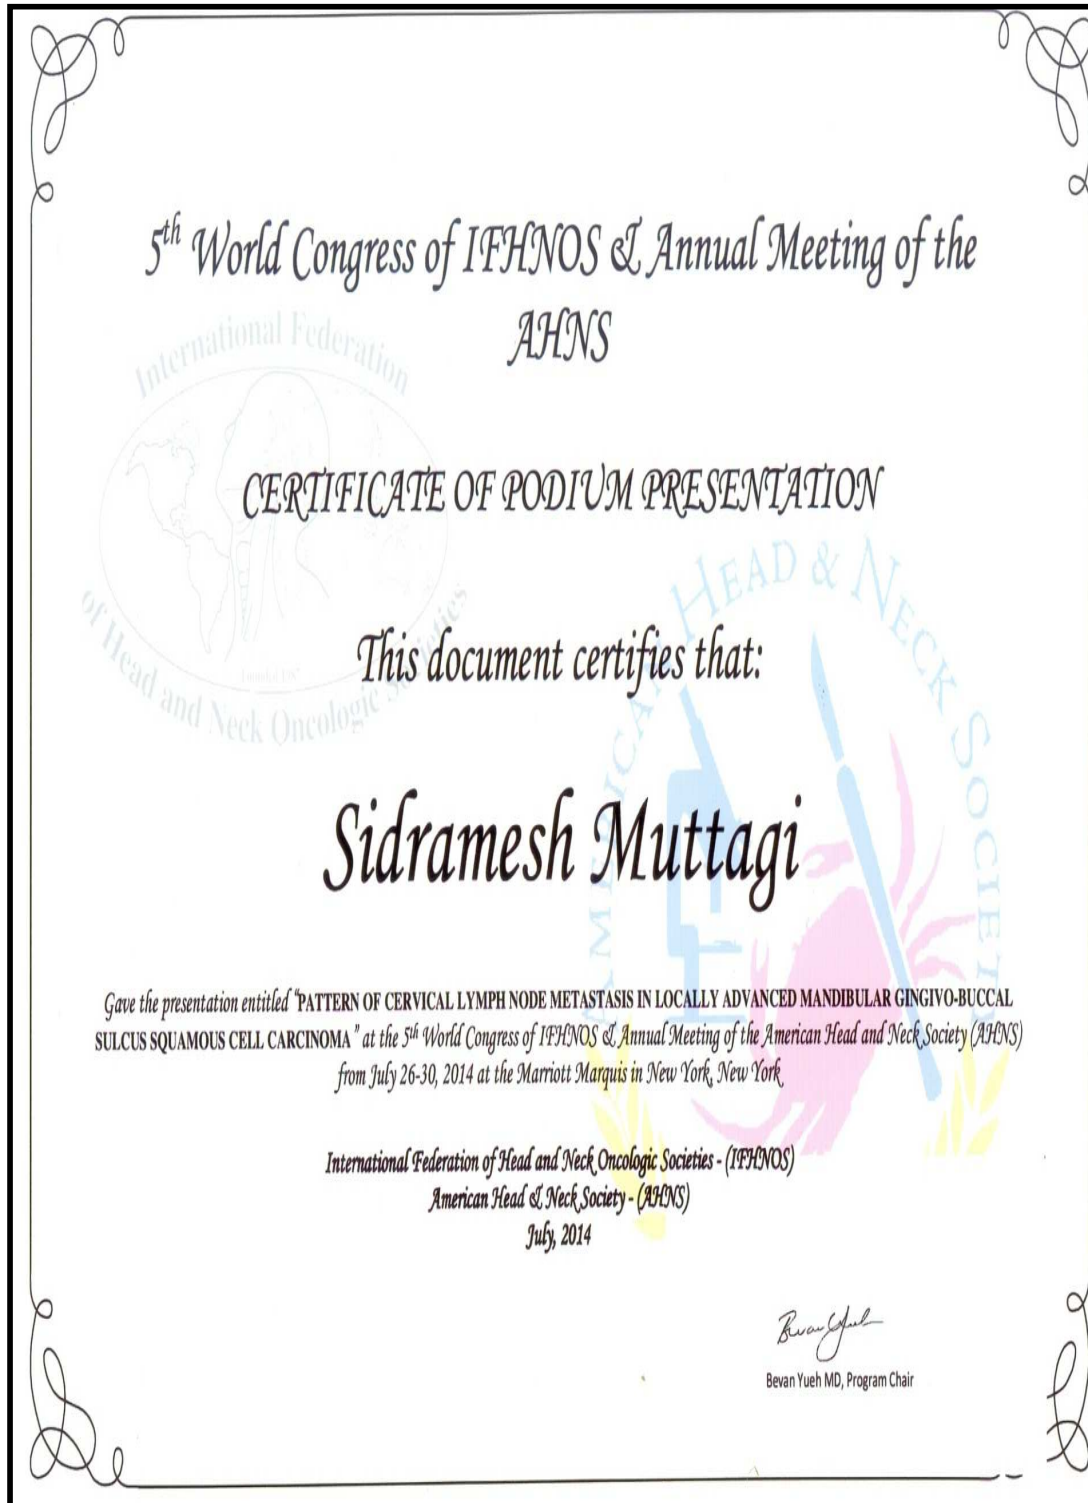 5th World Congress of IFHNOS & Annual Meeting of the
AHNS
International Federation
of Head and Neck Oncologic Societies
CERTIFICATE OF PODIUM PRESENTATION
AMERICAN HEAD & NECK SOCIETY
This document certifies that:
Sidramesh Muttagi
Gave the presentation entitled "PATTERN OF CERVICAL LYMPH NODE METASTASIS IN LOCALLY ADVANCED MANDIBULAR GINGIVO-BUCCAL
SULCUS SQUAMOUS CELL CARCINOMA " at the 5th World Congress of IFHNOS & Annual Meeting of the American Head and Neck Society (AHNS)
from July 26-30, 2014 at the Marriott Marquis in New York, New York
International Federation of Head and Neck Oncologic Societies - (IFHNOS)
American Head & Neck Society - (AHNS)
July, 2014
Bevan Yueh MD, Program Chair